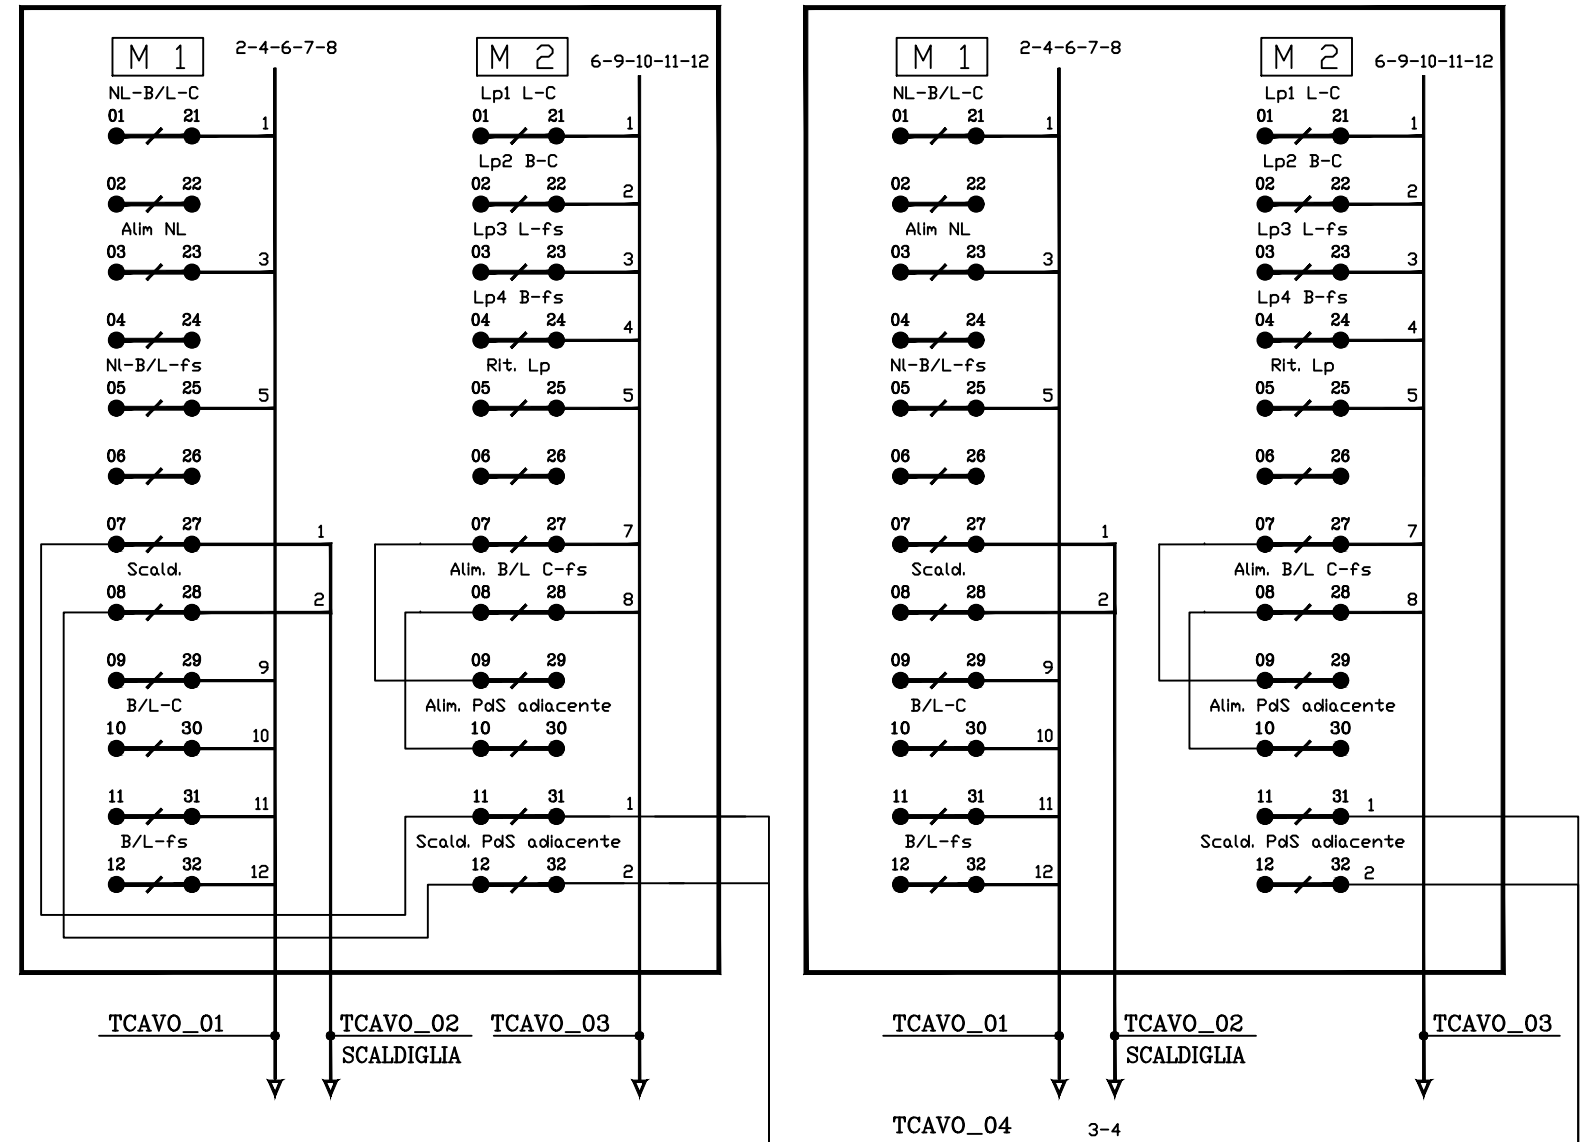 M 1 2-4-6-7-8 M 2 6-9-10-11-12
NL-B/L-C Lp1 L-C
01 21 1 01 21 1
Lp2 B-C
02 22 02 22 2
Alim NL Lp3 L-fs
03 23 3 03 23 3
Lp4 B-fs
04 24 04 24 4
Nl-B/L-fs Rit. Lp
05 25 5 05 25 5
06 26 06 26
07 27 1 07 27 7
Scald. Alim. B/L C-fs
08 28 2 08 28 8
09 29 9 09 29
B/L-C Alim. PdS adiacente
10 30 10 10 30
11 31 11 11 31 1
B/L-fs Scald. PdS adiacente
12 32 12 12 32 2
TCAVO_01 TCAVO_02 TCAVO_03
SCALDIGLIA
M 1 2-4-6-7-8 M 2 6-9-10-11-12
NL-B/L-C Lp1 L-C
01 21 1 01 21 1
Lp2 B-C
02 22 02 22 2
Alim NL Lp3 L-fs
03 23 3 03 23 3
Lp4 B-fs
04 24 04 24 4
Nl-B/L-fs Rit. Lp
05 25 5 05 25 5
06 26 06 26
07 27 1 07 27 7
Scald. Alim. B/L C-fs
08 28 2 08 28 8
09 29 9 09 29
B/L-C Alim. PdS adiacente
10 30 10 10 30
11 31 11 11 31 1
B/L-fs Scald. PdS adiacente
12 32 12 12 32 2
TCAVO_01 TCAVO_02 TCAVO_03
SCALDIGLIA
TCAVO_04 3-4